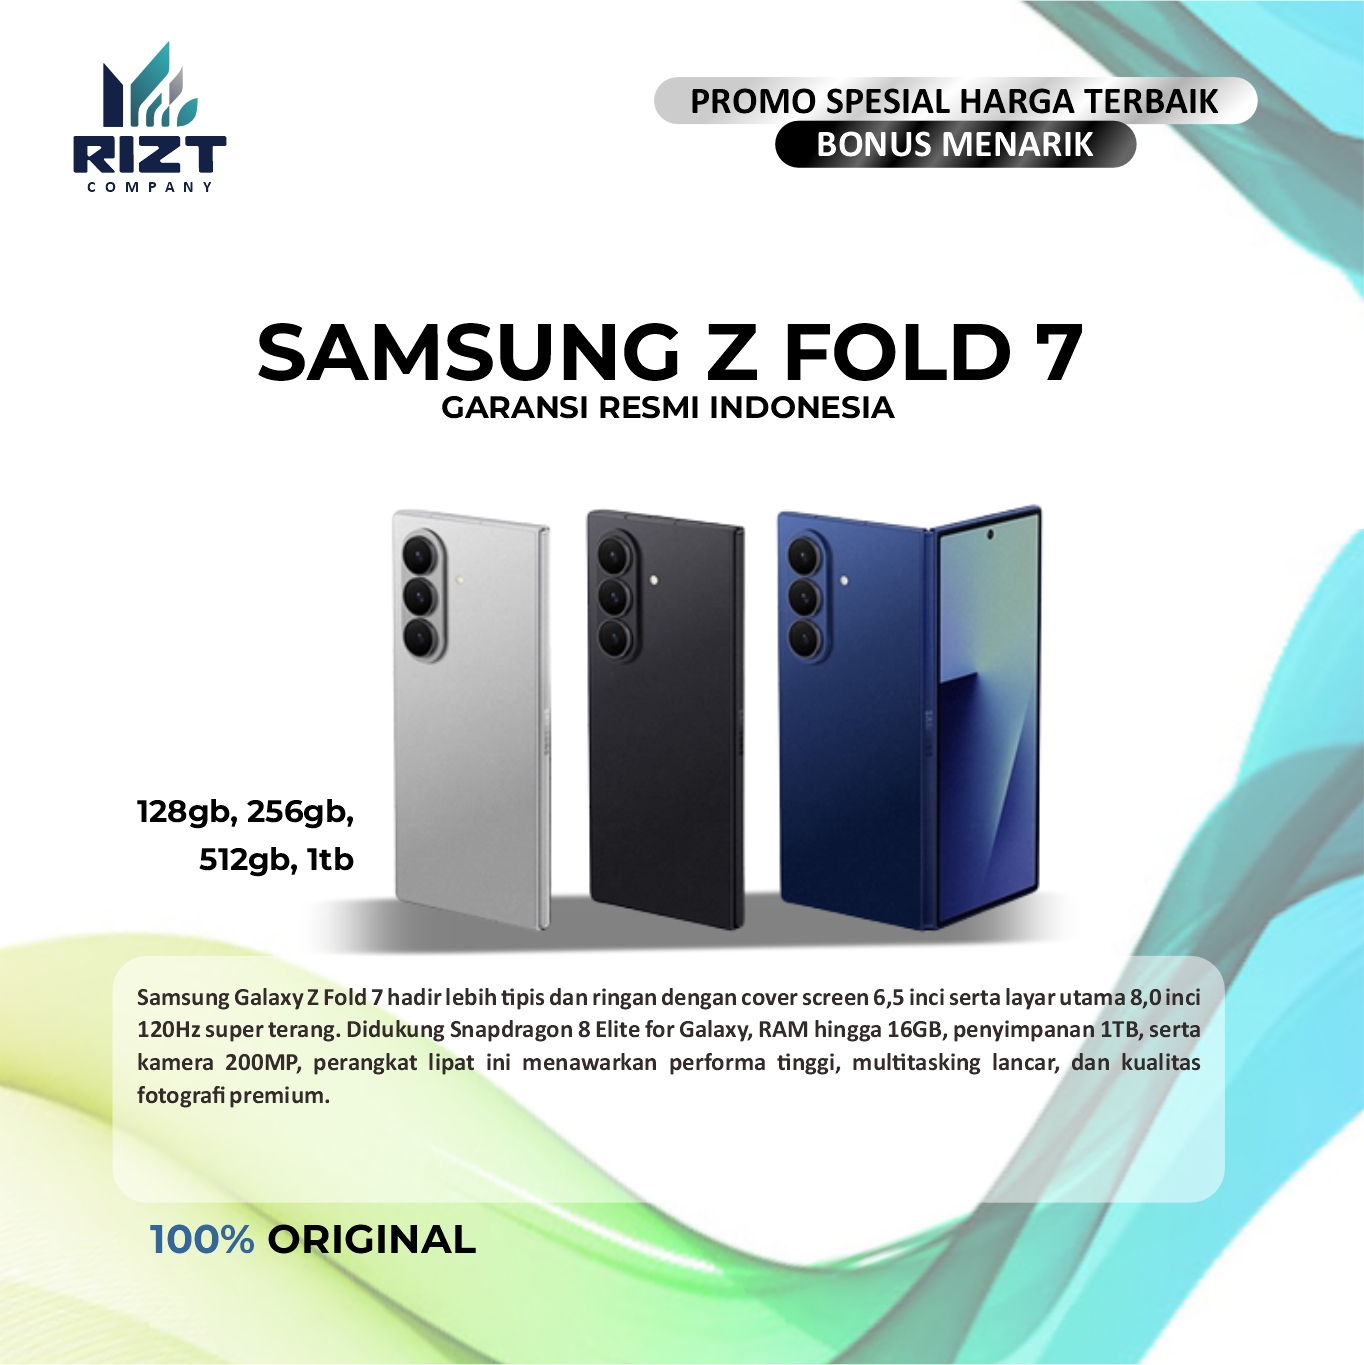 RIZT
COMPANY
PROMO SPESIAL HARGA TERBAIK
BONUS MENARIK
SAMSUNG Z FOLD 7
GARANSI RESMI INDONESIA
128gb, 256gb,
512gb, 1tb
Samsung Galaxy Z Fold 7 hadir lebih tipis dan ringan dengan cover screen 6,5 inci serta layar utama 8,0 inci
120Hz super terang. Didukung Snapdragon 8 Elite for Galaxy, RAM hingga 16GB, penyimpanan 1TB, serta
kamera 200MP, perangkat lipat ini menawarkan performa tinggi, multitasking lancar, dan kualitas
fotografi premium.
100% ORIGINAL